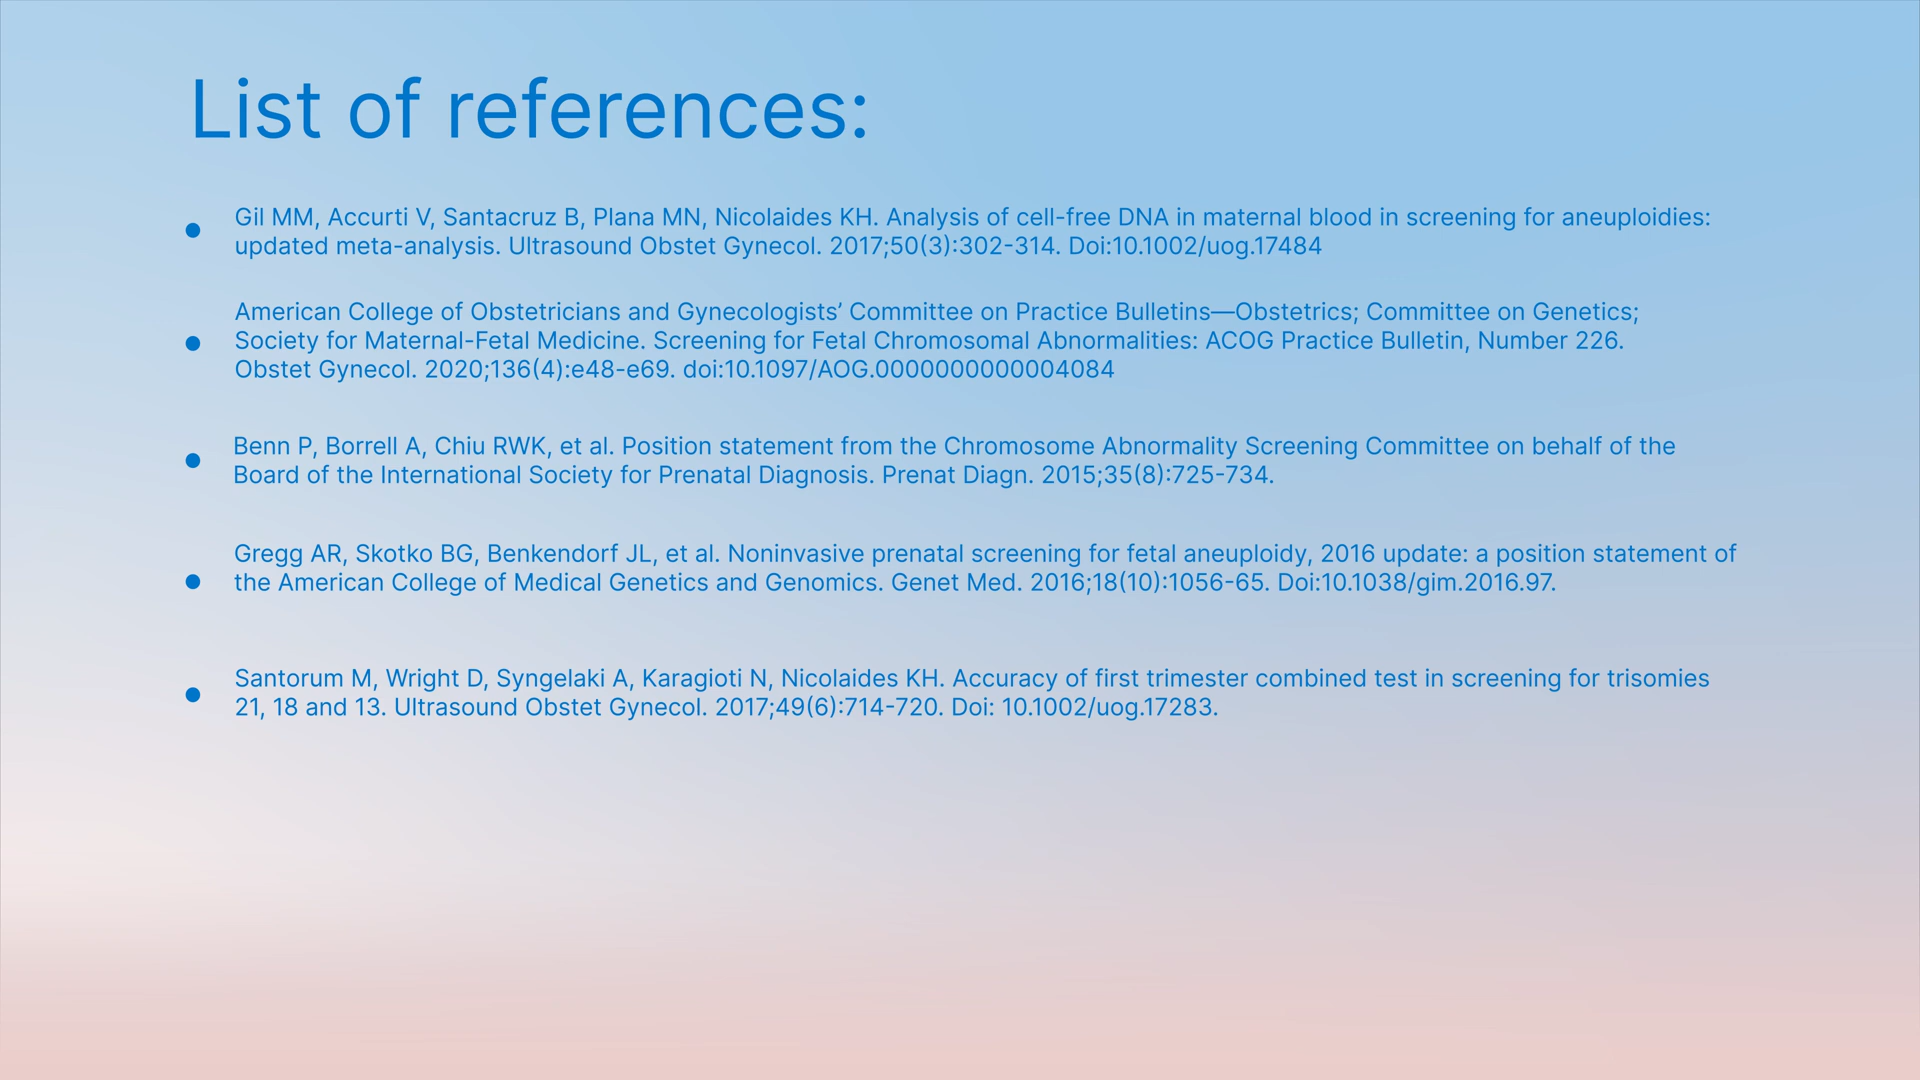 List of references:
Gil MM, Accurti V, Santacruz B, Plana MN, Nicolaides KH. Analysis of cell-free DNA in maternal blood in screening for aneuploidies:
updated meta-analysis. Ultrasound Obstet Gynecol. 2017;50(3):302-314. Doi:10.1002/uog.17484
American College of Obstetricians and Gynecologists’ Committee on Practice Bulletins—Obstetrics; Committee on Genetics;
Society for Maternal-Fetal Medicine. Screening for Fetal Chromosomal Abnormalities: ACOG Practice Bulletin, Number 226.
Obstet Gynecol. 2020;136(4):e48-e69. doi:10.1097/AOG.0000000000004084
Benn P, Borrell A, Chiu RWK, et al. Position statement from the Chromosome Abnormality Screening Committee on behalf of the
Board of the International Society for Prenatal Diagnosis. Prenat Diagn. 2015;35(8):725-734.
Gregg AR, Skotko BG, Benkendorf JL, et al. Noninvasive prenatal screening for fetal aneuploidy, 2016 update: a position statement of
the American College of Medical Genetics and Genomics. Genet Med. 2016;18(10):1056-65. Doi:10.1038/gim.2016.97.
Santorum M, Wright D, Syngelaki A, Karagioti N, Nicolaides KH. Accuracy of first trimester combined test in screening for trisomies
21, 18 and 13. Ultrasound Obstet Gynecol. 2017;49(6):714-720. Doi: 10.1002/uog.17283.